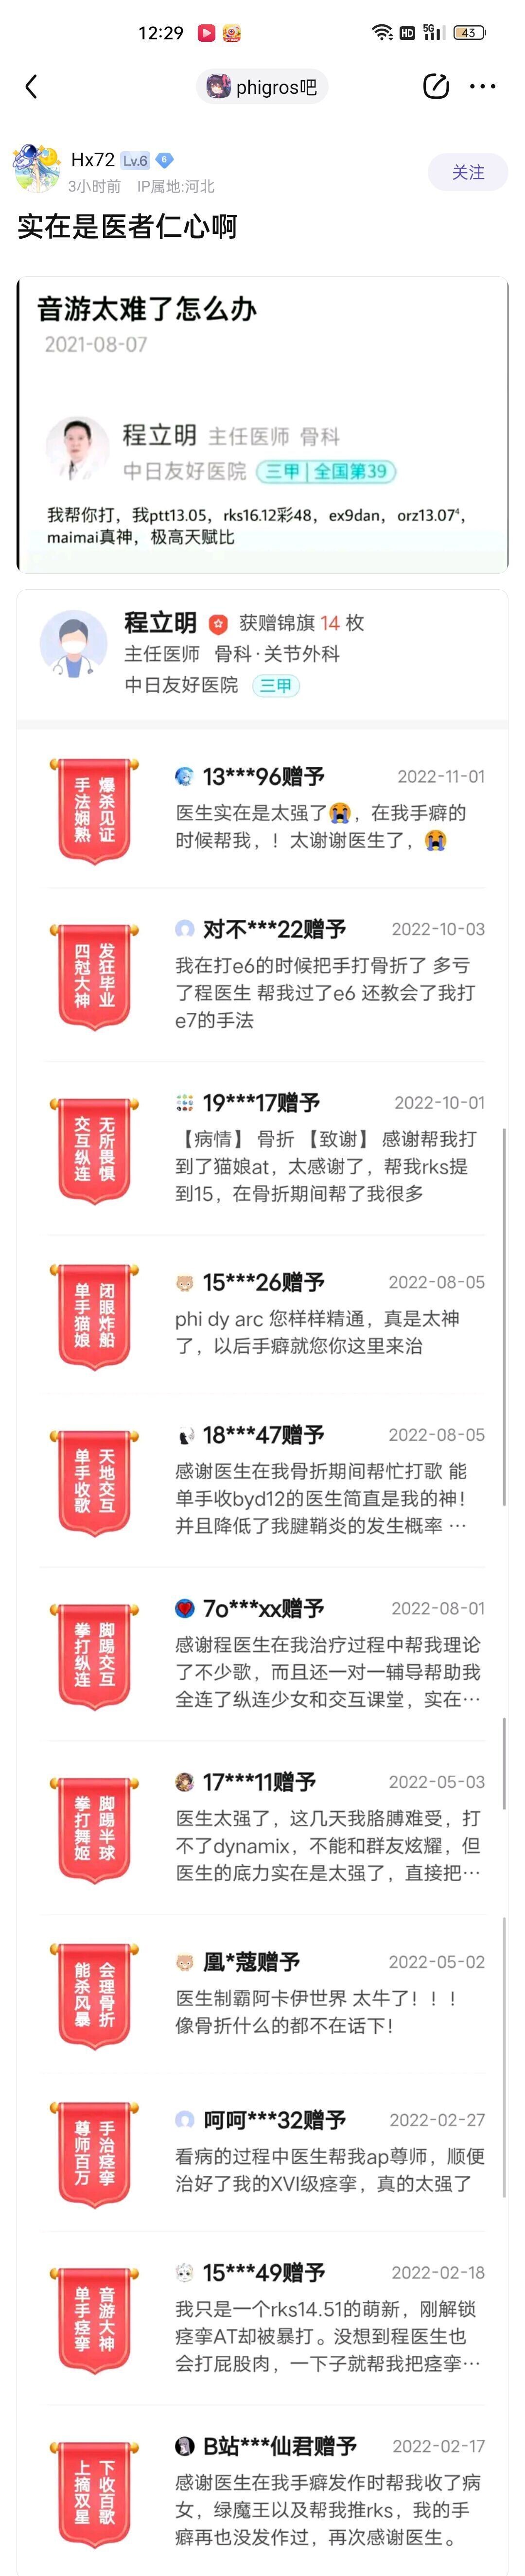 12:29
HD
5G
43
phigros吧
Hx72 Lv.6 6
3小时前 IP属地:河北
关注
实在是医者仁心啊
音游太难了怎么办
2021-08-07
程立明 主任医师 骨科
中日友好医院 三甲|全国第39
我帮你打，我ptt13.05，rks16.12彩48，ex9dan，orz13.07⁴，
maimai真神，极高天赋比
程立明 获赠锦旗 14 枚
主任医师 骨科·关节外科
中日友好医院 三甲
爆杀见证
手法娴熟
13***96赠予 2022-11-01
医生实在是太强了😭，在我手癖的
时候帮我，！太谢谢医生了，😭
发狂毕业
四尅大神
对不***22赠予 2022-10-03
我在打e6的时候把手打骨折了 多亏
了程医生 帮我过了e6 还教会了我打
e7的手法
无所畏惧
交互纵连
19***17赠予 2022-10-01
【病情】 骨折 【致谢】 感谢帮我打
到了猫娘at，太感谢了，帮我rks提
到15，在骨折期间帮了我很多
闭眼炸船
单手猫娘
15***26赠予 2022-08-05
phi dy arc 您样样精通，真是太神
了，以后手癖就您你这里来治
天地交互
单手收歌
18***47赠予 2022-08-05
感谢医生在我骨折期间帮忙打歌 能
单手收byd12的医生简直是我的神！
并且降低了我腱鞘炎的发生概率 …
脚踢交互
拳打纵连
7o***xx赠予 2022-08-01
感谢程医生在我治疗过程中帮我理论
了不少歌，而且还一对一辅导帮助我
全连了纵连少女和交互课堂，实在…
脚踢半球
拳打舞姬
17***11赠予 2022-05-03
医生太强了，这几天我胳膊难受，打
不了dynamix，不能和群友炫耀，但
医生的底力实在是太强了，直接把…
会理骨折
能杀风暴
凰*蔻赠予 2022-05-02
医生制霸阿卡伊世界 太牛了！！！
像骨折什么的都不在话下！
手治痉挛
尊师百万
呵呵***32赠予 2022-02-27
看病的过程中医生帮我ap尊师，顺便
治好了我的XVI级痉挛，真的太强了
音游大神
单手痉挛
15***49赠予 2022-02-18
我只是一个rks14.51的萌新，刚解锁
痉挛AT却被暴打。没想到程医生也
会打屁股肉，一下子就帮我把痉挛…
下收百歌
上摘双星
B站***仙君赠予 2022-02-17
感谢医生在我手癖发作时帮我收了病
女，绿魔王以及帮我推rks，我的手
癖再也没发作过，再次感谢医生。